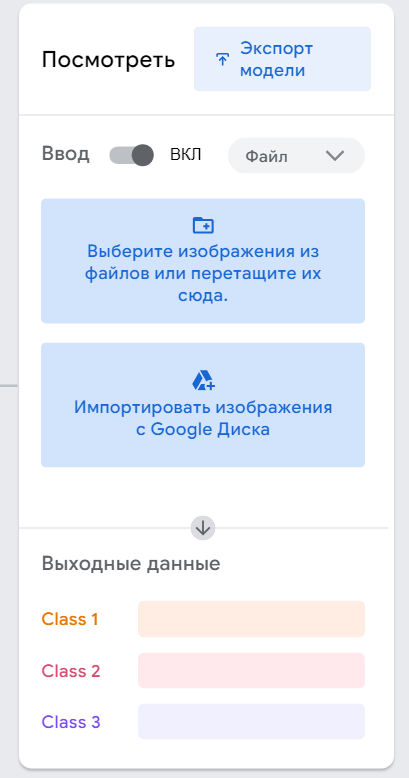 Посмотреть
Экспорт
модели
Ввод
ВКЛ
Файл
Выберите изображения из
файлов или перетащите их
сюда.
Импортировать изображения
с Google Диска
Выходные данные
Class 1
Class 2
Class 3